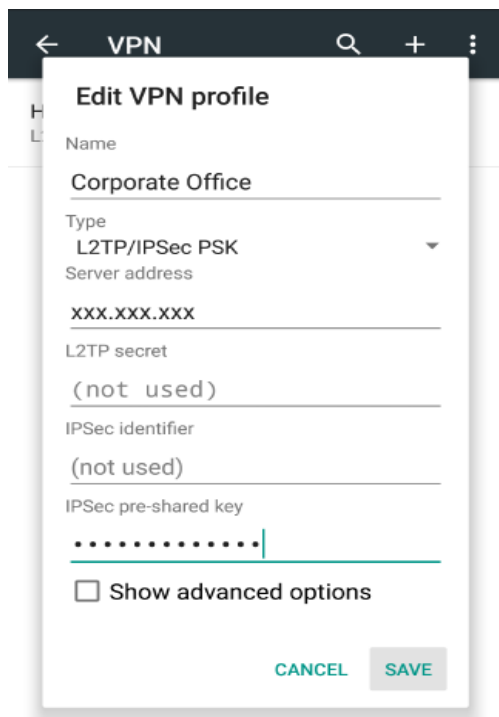 VPN
Edit VPN profile
H
L2
Name
Corporate Office
Type
L2TP/IPSec PSK
Server address
xxx.xxx.xxx
L2TP secret
(not used)
IPSec identifier
(not used)
IPSec pre-shared key
•••••••••••••
Show advanced options
CANCEL SAVE